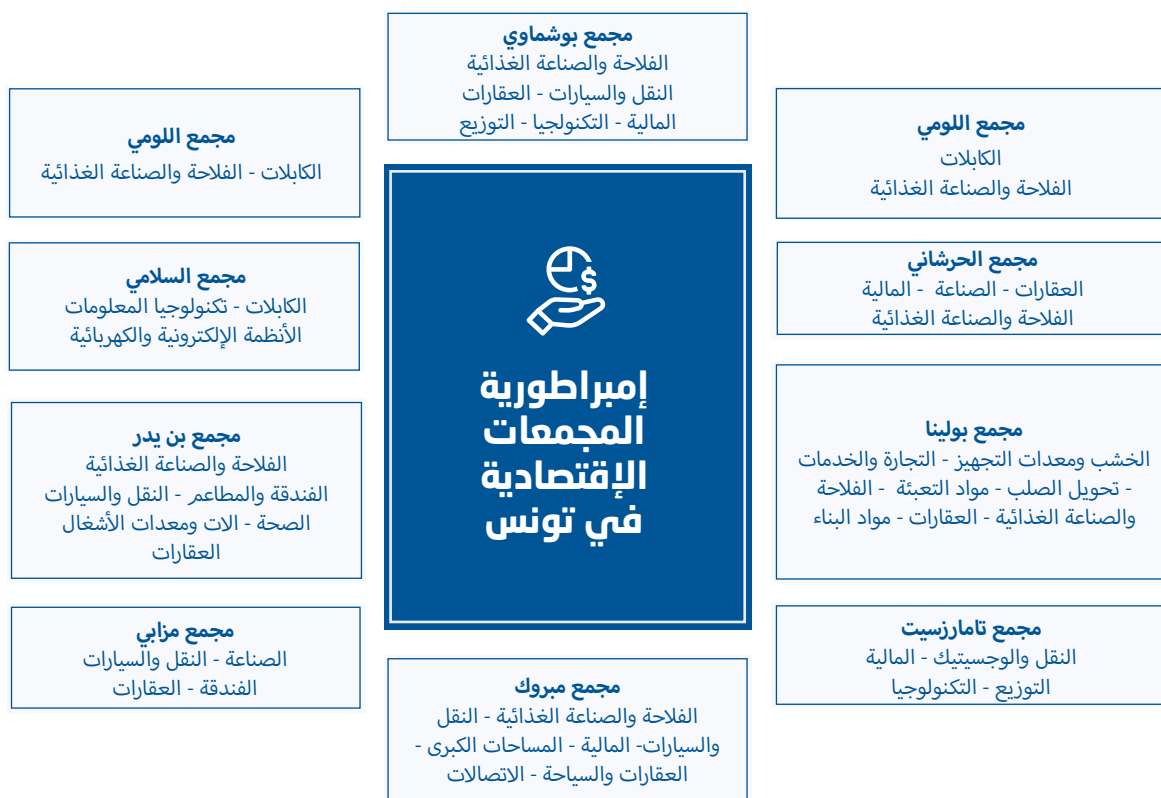 مجمع بوشماوي
الفلاحة والصناعة الغذائية
النقل والسيارات - العقارات
المالية - التكنولجيا - التوزيع
مجمع اللومي
الكابلات
الفلاحة والصناعة الغذائية
مجمع الحرشاني
العقارات - الصناعة - المالية
الفلاحة والصناعة الغذائية
مجمع بولينا
الخشب ومعدات التجهيز - التجارة والخدمات
- تحويل الصلب - مواد التعبئة - الفلاحة
والصناعة الغذائية - العقارات - مواد البناء
مجمع تامارزسيت
النقل والوجسيتيك - المالية
التوزيع - التكنولوجيا
إمبراطورية
المجمعات
الإقتصادية
في تونس
مجمع مبروك
الفلاحة والصناعة الغذائية - النقل
والسيارات- المالية - المساحات الكبرى -
العقارات والسياحة - الاتصالات
مجمع اللومي
الكابلات - الفلاحة والصناعة الغذائية
مجمع السلامي
الكابلات - تكنولوجيا المعلومات
الأنظمة الإلكترونية والكهربائية
مجمع بن يدر
الفلاحة والصناعة الغذائية
الفندقة والمطاعم - النقل والسيارات
الصحة - الات ومعدات الأشغال
العقارات
مجمع مزابي
الصناعة - النقل والسيارات
الفندقة - العقارات